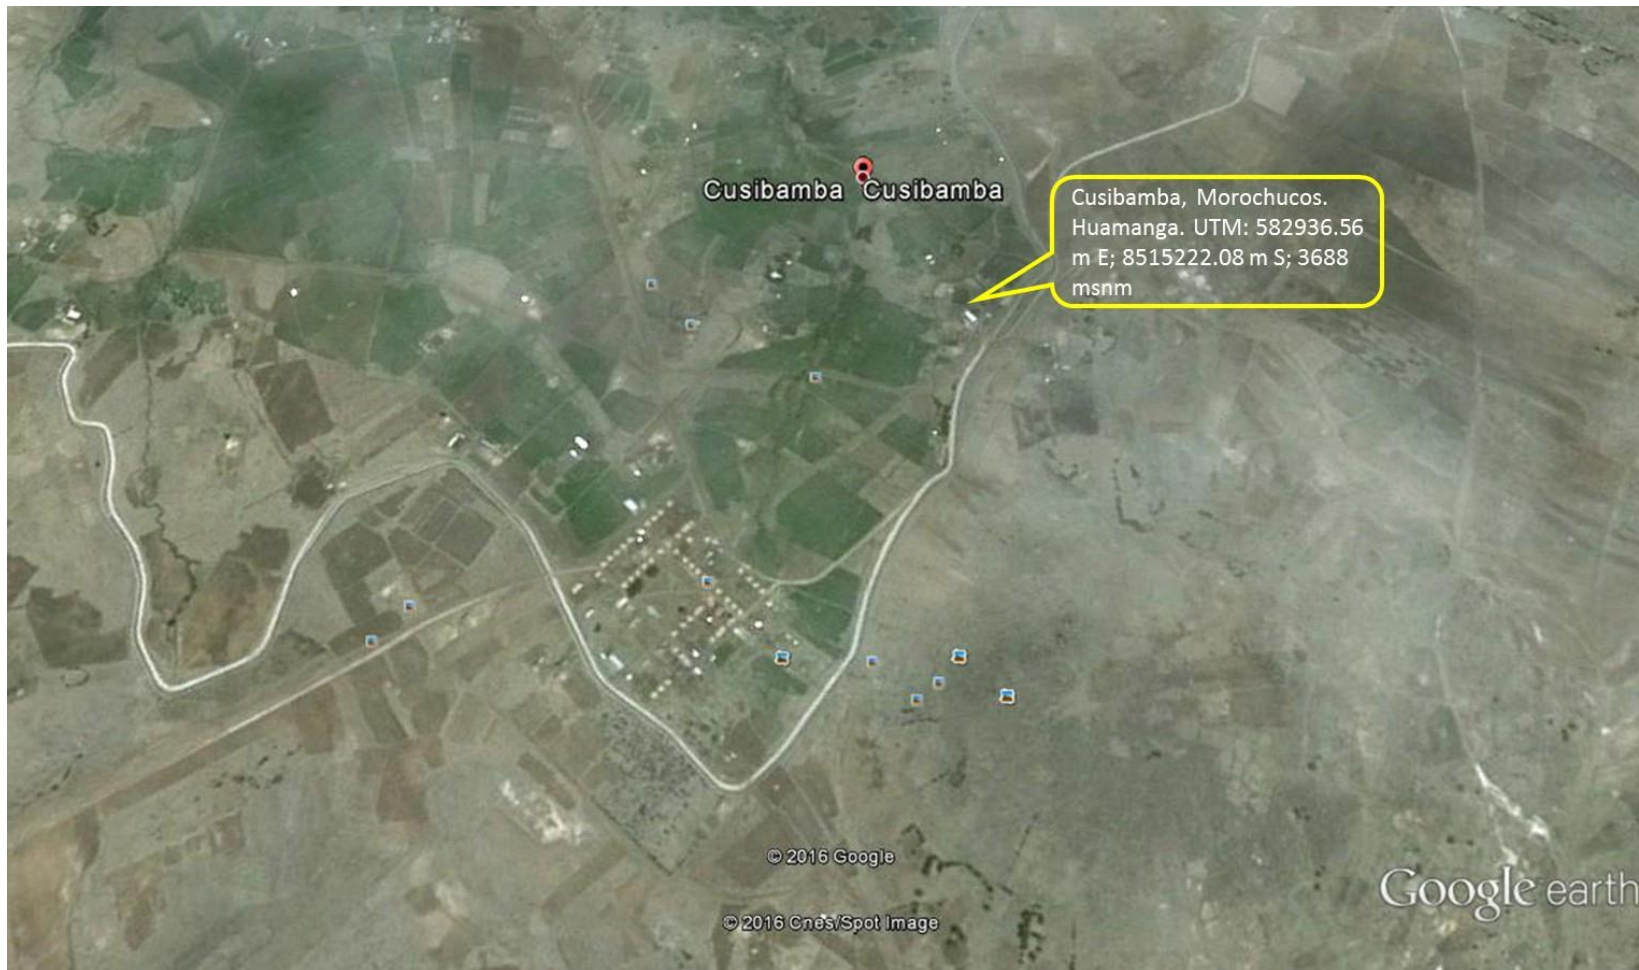 Cusibamba Cusibamba
Cusibamba, Morochucos.
Huamanga. UTM: 582936.56
m E; 8515222.08 m S; 3688
msnm
© 2016 Google
Google earth
© 2016 Cnes/Spot Image